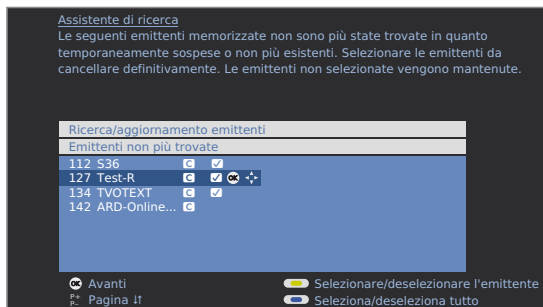 Assistente di ricerca
Le seguenti emittenti memorizzate non sono più state trovate in quanto
temporaneamente sospese o non più esistenti. Selezionare le emittenti da
cancellare definitivamente. Le emittenti non selezionate vengono mantenute.
Ricerca/aggiornamento emittenti
Emittenti non più trovate
112 S36 C
127 Test-R C OK
134 TVOTEXT C
142 ARD-Online... C
OK Avanti
Selezionare/deselezionare l'emittente
P+ P– Pagina ↓↑
Seleziona/deseleziona tutto